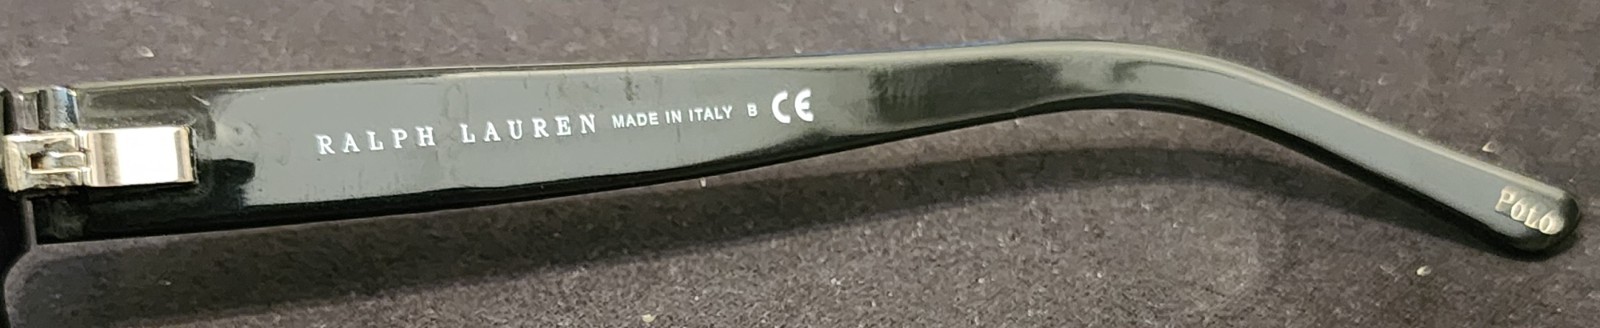 RALPH LAUREN MADE IN ITALY B CE
POLO